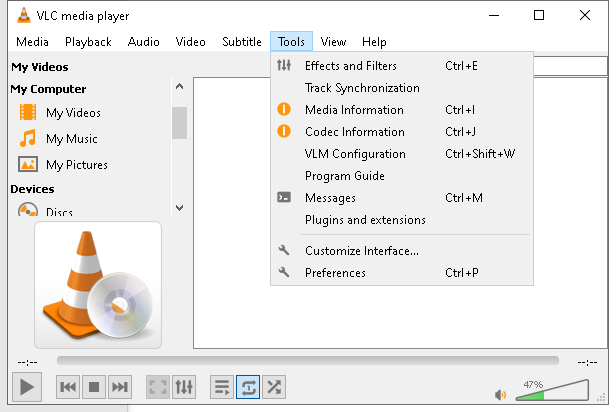 VLC media player
Media Playback Audio Video Subtitle Tools View Help
My Videos
My Computer
My Videos
My Music
My Pictures
Devices
Discs
Effects and Filters Ctrl+E
Track Synchronization
Media Information Ctrl+I
Codec Information Ctrl+J
VLM Configuration Ctrl+Shift+W
Program Guide
Messages Ctrl+M
Plugins and extensions
Customize Interface...
Preferences Ctrl+P
--:-- --:--
47%